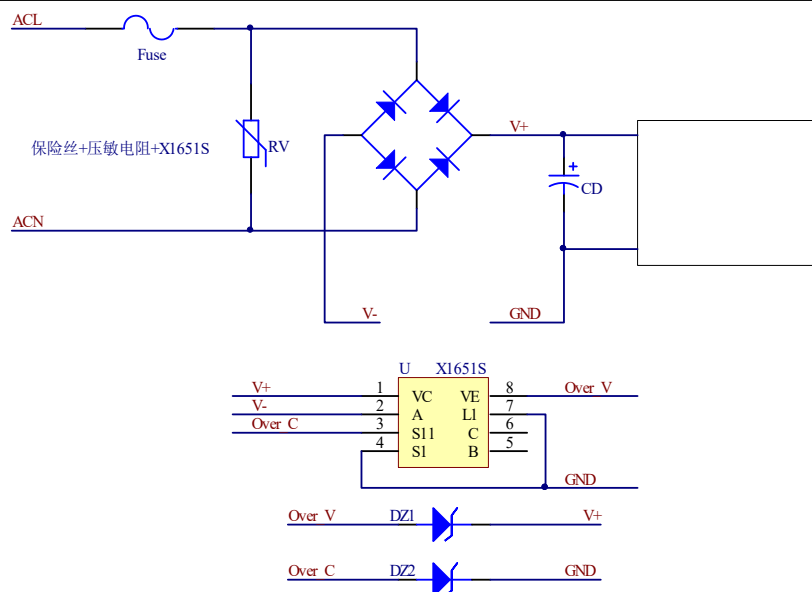 ACL
Fuse
V+
保险丝+压敏电阻+X1651S
RV
CD
ACN
V-
GND
U X1651S
V+ 1 VC VE 8 Over V
V- 2 A L1 7
Over C 3 S11 C 6
4 S1 B 5
GND
Over V DZ1 V+
Over C DZ2 GND